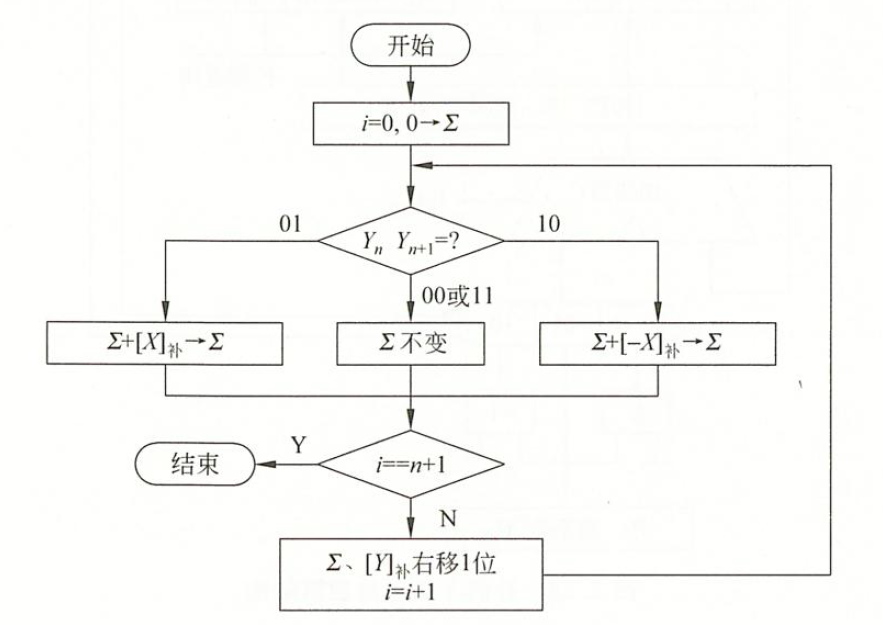 开始
i=0, 0→Σ
01
Yn Yn+1=?
10
00或11
Σ+[X]补→Σ
Σ 不变
Σ+[−X]补→Σ
Y
结束
i==n+1
N
Σ、[Y]补右移1位
i=i+1